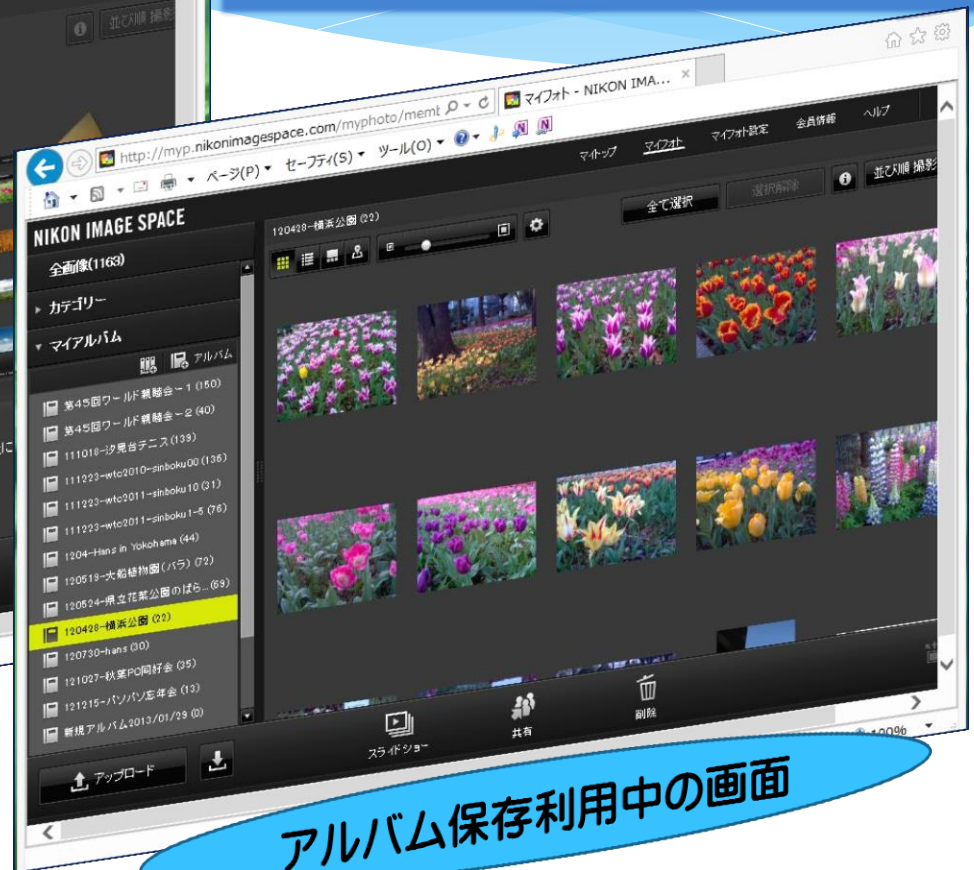 並び順 撮影
http://myp.nikonimagespace.com/myphoto/memb
マイフォト - NIKON IMA...
ページ(P) セーフティ(S) ツール(O)
マイトップ マイフォト マイフォト設定 会員情報 ヘルプ
NIKON IMAGE SPACE
120428-横浜公園 (22)
全て選択 選択解除 並び順 撮影
全画像(1163)
カテゴリー
マイアルバム
アルバム
第45回ワールド親睦会-1 (150)
第45回ワールド親睦会-2 (40)
111018-汐見台テニス(139)
111223-wtc2010-sinboku00 (136)
111223-wtc2011-sinboku10 (31)
111223-wtc2011-sinboku1-5 (76)
1204-Hans in Yokohama (44)
120519-大船植物園(バラ) (72)
120524-県立花菜公園のばら...(59)
120428-横浜公園 (22)
120730-hans (30)
121027-秋葉PO同好会 (35)
121215-パソパソ忘年会 (13)
新規アルバム2013/01/29 (0)
アップロード
スライドショー
共有
削除
100%
アルバム保存利用中の画面